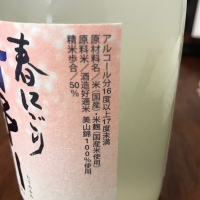 アルコール分16度以上17度未満
原材料名／米(国産)・米麹(国産米使用)
原料米／酒造好適米 美山錦100%使用
精米歩合／50%
春にごり